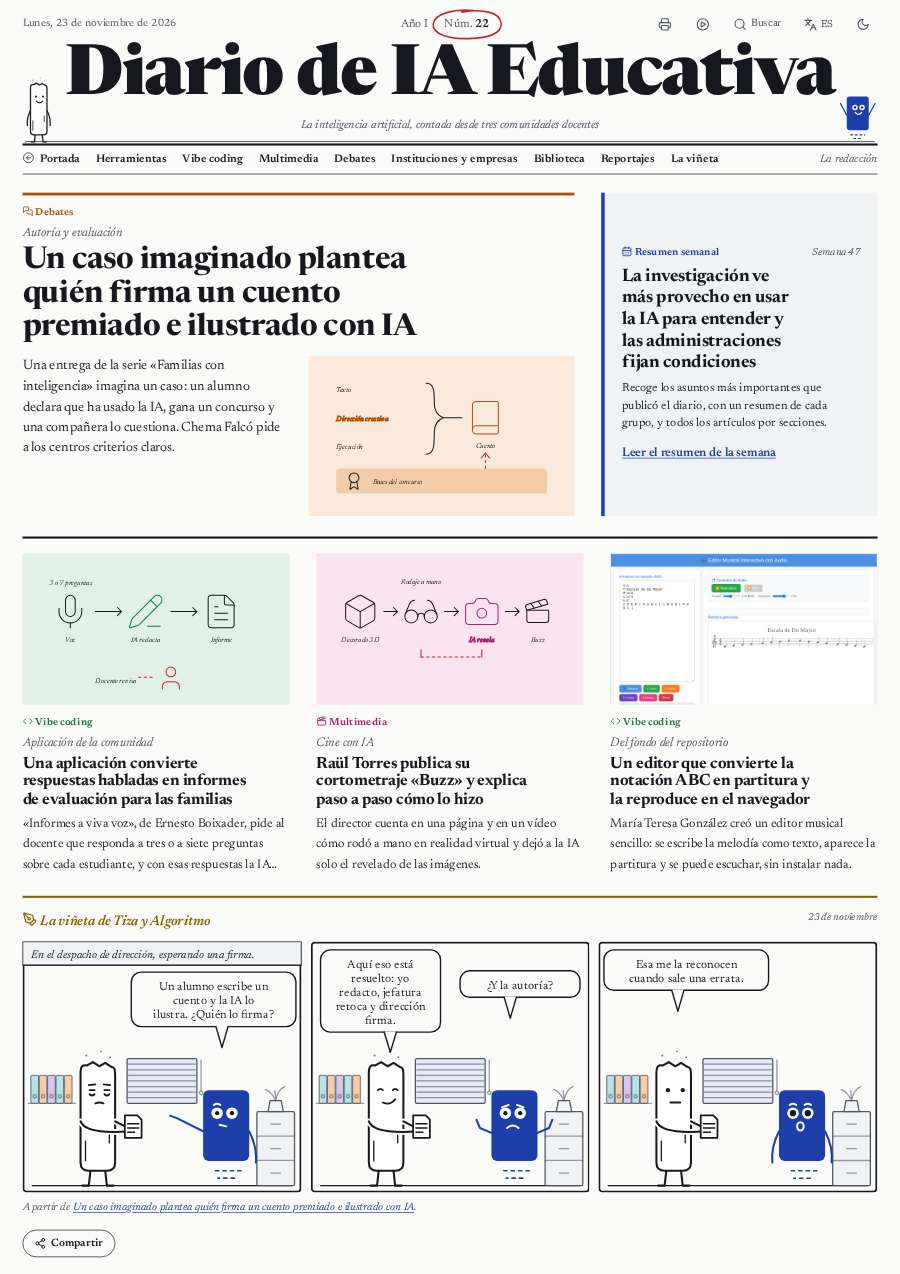 Lunes, 23 de noviembre de 2026
Año I
Núm. 22
Buscar
ES
Diario de IA Educativa
La inteligencia artificial, contada desde tres comunidades docentes
Portada Herramientas Vibe coding Multimedia Debates Instituciones y empresas Biblioteca Reportajes La viñeta
La redacción
Debates
Autoría y evaluación
Un caso imaginado plantea
quién firma un cuento
premiado e ilustrado con IA
Una entrega de la serie «Familias con
inteligencia» imagina un caso: un alumno
declara que ha usado la IA, gana un concurso y
una compañera lo cuestiona. Chema Falcó pide
a los centros criterios claros.
Texto
Dirección creativa
Ejecución
Cuento
Bases del concurso
Resumen semanal
Semana 47
La investigación ve
más provecho en usar
la IA para entender y
las administraciones
fijan condiciones
Recoge los asuntos más importantes que
publicó el diario, con un resumen de cada
grupo, y todos los artículos por secciones.
Leer el resumen de la semana
3 o 7 preguntas
Voz
IA redacta
Informe
Docente revisa
Vibe coding
Aplicación de la comunidad
Una aplicación convierte
respuestas habladas en informes
de evaluación para las familias
«Informes a viva voz», de Ernesto Boixader, pide al
docente que responda a tres o a siete preguntas
sobre cada estudiante, y con esas respuestas la IA...
Rodaje a mano
Decorado 3D
IA revela
Buzz
Multimedia
Cine con IA
Raül Torres publica su
cortometraje «Buzz» y explica
paso a paso cómo lo hizo
El director cuenta en una página y en un vídeo
cómo rodó a mano en realidad virtual y dejó a la IA
solo el revelado de las imágenes.
Editor Musical Interactivo con Audio
Escala de Do Mayor
Vibe coding
Del fondo del repositorio
Un editor que convierte la
notación ABC en partitura y
la reproduce en el navegador
María Teresa González creó un editor musical
sencillo: se escribe la melodía como texto, aparece la
partitura y se puede escuchar, sin instalar nada.
La viñeta de Tiza y Algoritmo
23 de noviembre
En el despacho de dirección, esperando una firma.
Un alumno escribe un
cuento y la IA lo
ilustra. ¿Quién lo firma?
Aquí eso está
resuelto: yo
redacto, jefatura
retoca y dirección
firma.
¿Y la autoría?
Esa me la reconocen
cuando sale una errata.
A partir de Un caso imaginado plantea quién firma un cuento premiado e ilustrado con IA.
Compartir